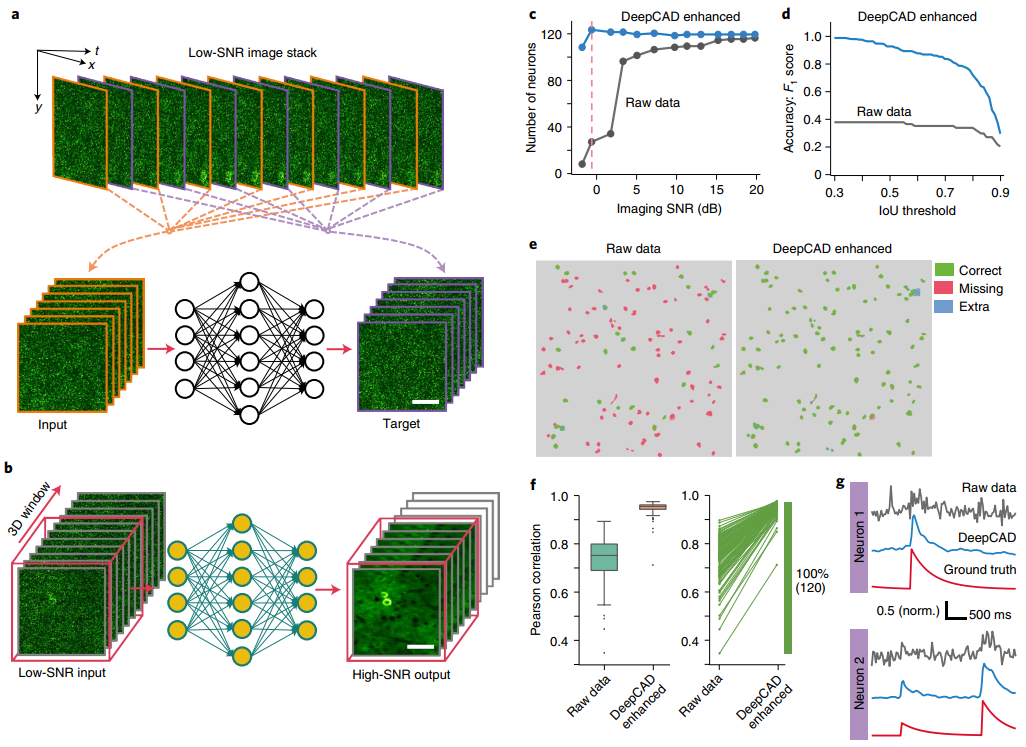 a
t
x
y
Low-SNR image stack
Input
Target
b
3D window
Low-SNR input
High-SNR output
c
DeepCAD enhanced
Number of neurons
120
80
40
0
Raw data
0
5
10
15
20
Imaging SNR (dB)
d
DeepCAD enhanced
Accuracy: F1 score
1.0
0.8
0.6
0.4
0.2
0
Raw data
0.3
0.5
0.7
0.9
IoU threshold
e
Raw data
DeepCAD enhanced
Correct
Missing
Extra
f
Pearson correlation
1.0
0.8
0.6
0.4
Raw data
DeepCAD
enhanced
1.0
0.8
0.6
0.4
Raw data
DeepCAD
enhanced
100%
(120)
g
Neuron 1
Raw data
DeepCAD
Ground truth
0.5 (norm.)
500 ms
Neuron 2